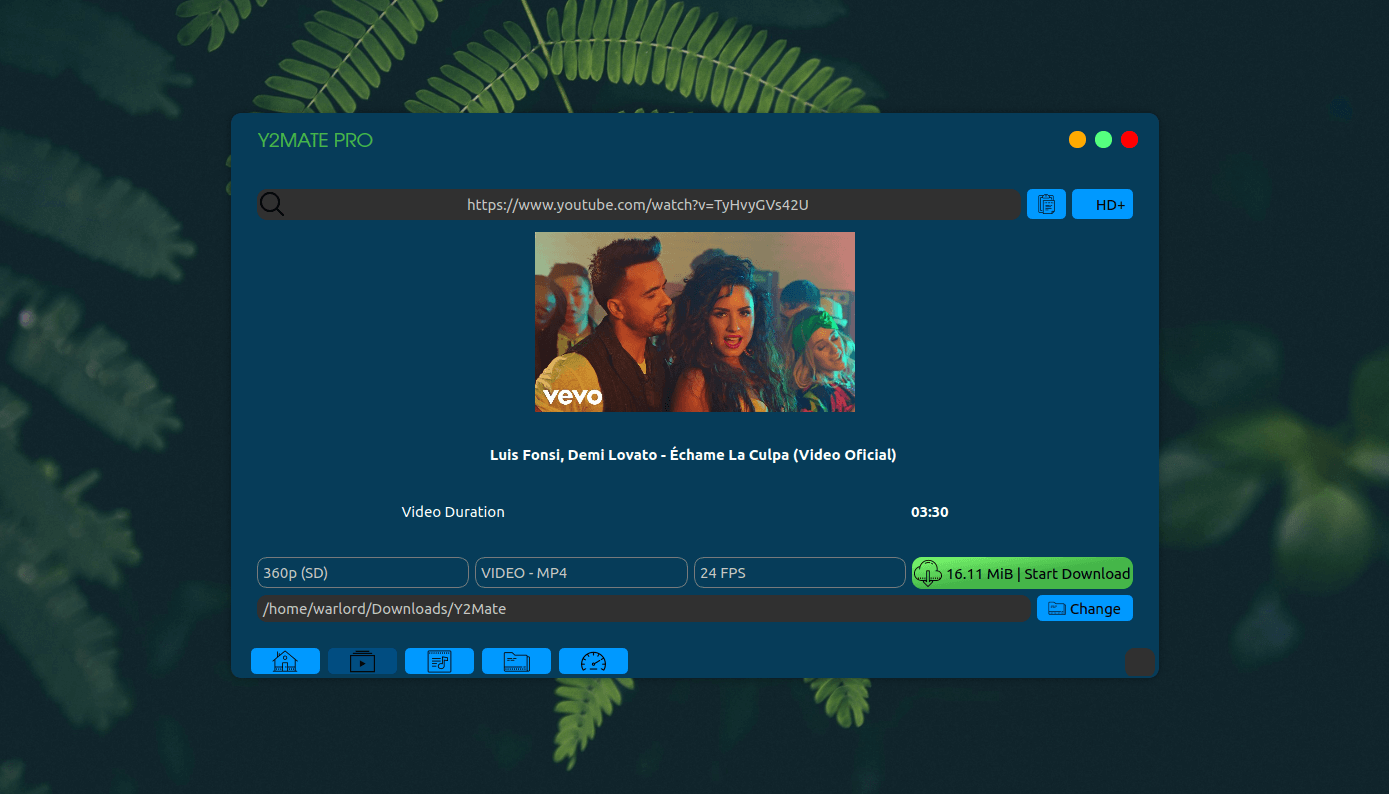 Y2MATE PRO
https://www.youtube.com/watch?v=TyHvyGVs42U
HD+
vevo
Luis Fonsi, Demi Lovato - Échame La Culpa (Video Oficial)
Video Duration 03:30
360p (SD) VIDEO - MP4 24 FPS 16.11 MiB | Start Download
/home/warlord/Downloads/Y2Mate Change